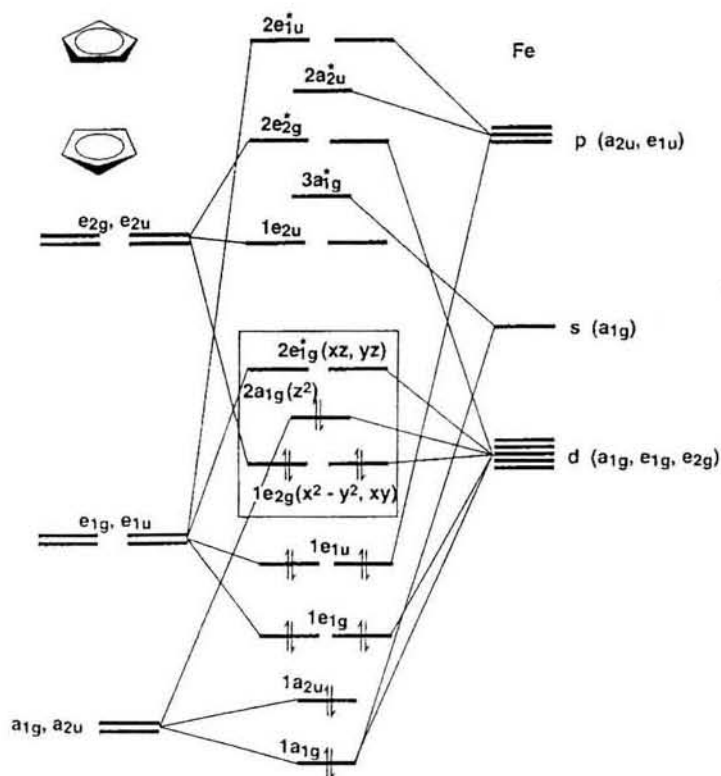 2e*1u
Fe
2a*2u
2e*2g
p (a2u, e1u)
3a*1g
e2g, e2u
1e2u
s (a1g)
2e*1g(xz, yz)
2a1g(z²)
d (a1g, e1g, e2g)
1e2g(x² - y², xy)
e1g, e1u
1e1u
1e1g
1a2u
a1g, a2u
1a1g